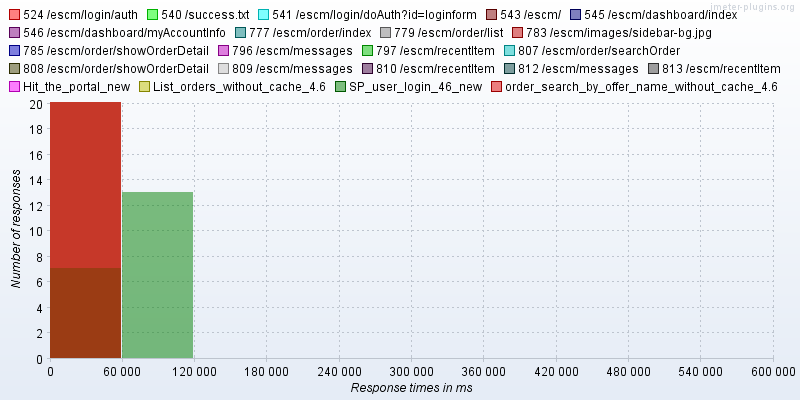 jmeter-plugins.org
524 /escm/login/auth 540 /success.txt 541 /escm/login/doAuth?id=loginform 543 /escm/ 545 /escm/dashboard/index
546 /escm/dashboard/myAccountInfo 777 /escm/order/index 779 /escm/order/list 783 /escm/images/sidebar-bg.jpg
785 /escm/order/showOrderDetail 796 /escm/messages 797 /escm/recentItem 807 /escm/order/searchOrder
808 /escm/order/showOrderDetail 809 /escm/messages 810 /escm/recentItem 812 /escm/messages 813 /escm/recentItem
Hit_the_portal_new List_orders_without_cache_4.6 SP_user_login_46_new order_search_by_offer_name_without_cache_4.6
20
18
16
14
12
10
8
6
4
2
0
Number of responses
0 60 000 120 000 180 000 240 000 300 000 360 000 420 000 480 000 540 000 600 000
Response times in ms